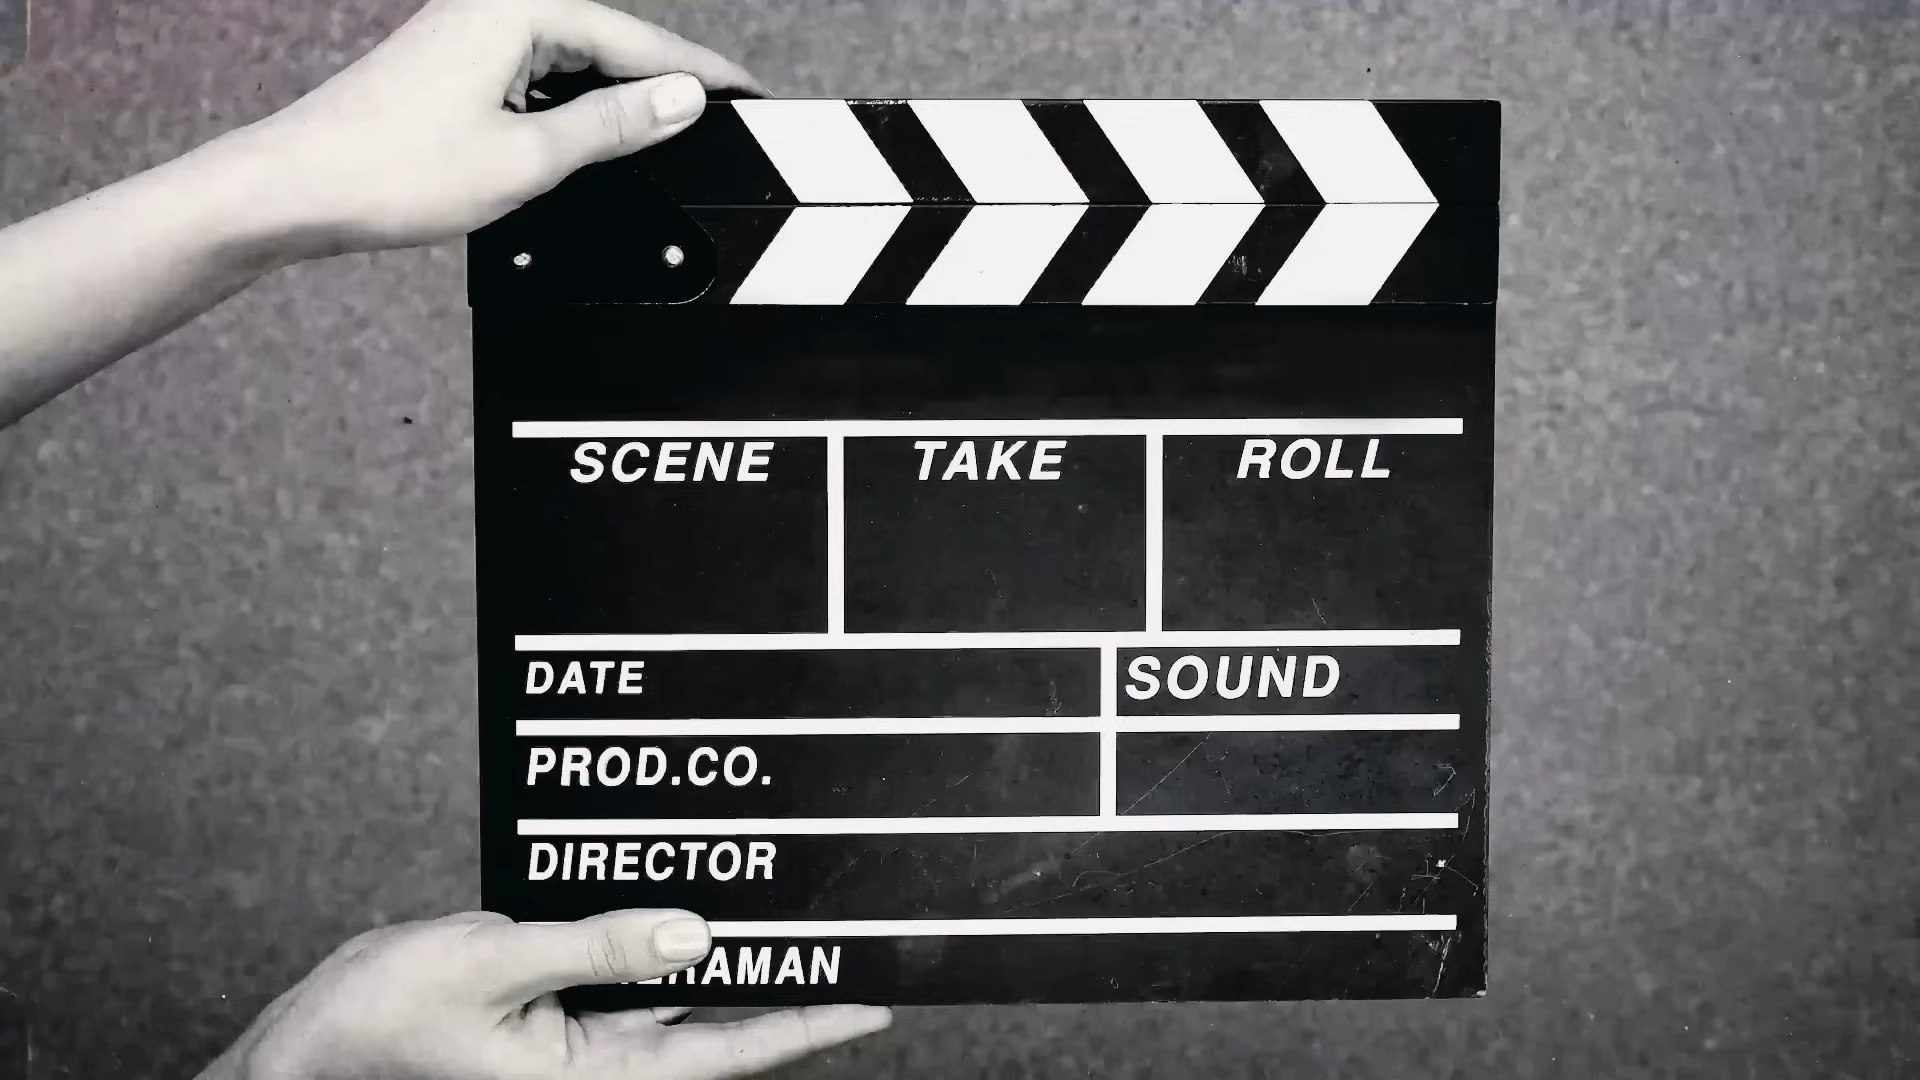 SCENE TAKE ROLL
DATE SOUND
PROD.CO.
DIRECTOR